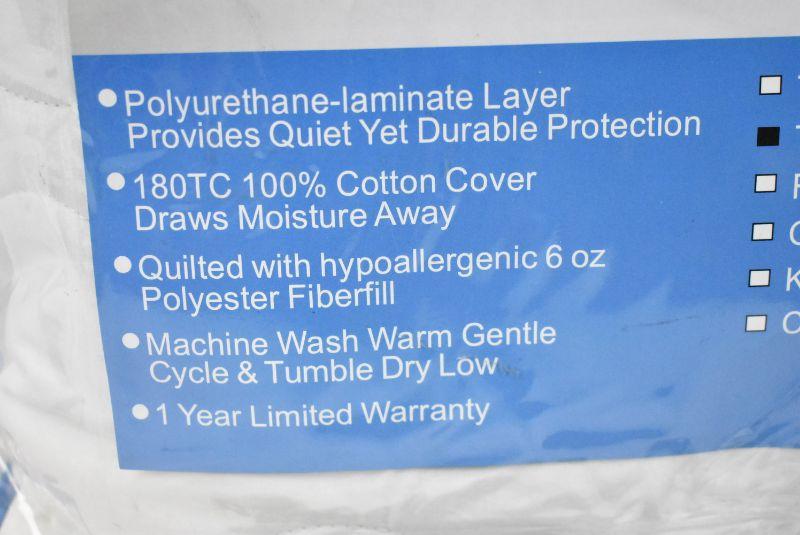 Polyurethane-laminate Layer
Provides Quiet Yet Durable Protection
180TC 100% Cotton Cover
Draws Moisture Away
Quilted with hypoallergenic 6 oz
Polyester Fiberfill
Machine Wash Warm Gentle
Cycle & Tumble Dry Low
1 Year Limited Warranty